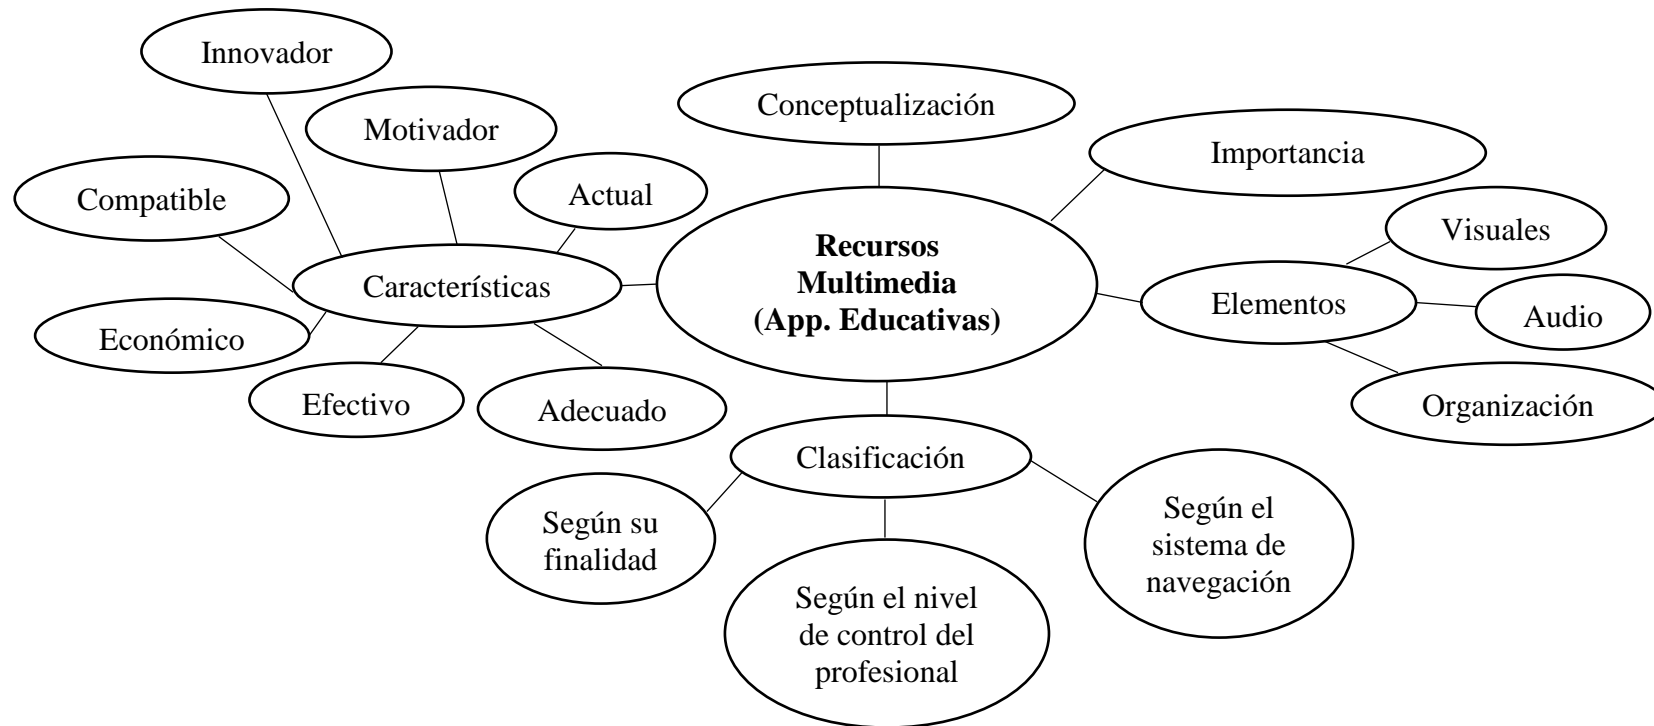 Innovador
Conceptualización
Motivador
Importancia
Actual
Compatible
Visuales
Recursos
Multimedia
(App. Educativas)
Características
Elementos
Audio
Económico
Efectivo
Adecuado
Organización
Clasificación
Según su
finalidad
Según el nivel
de control del
profesional
Según el
sistema de
navegación